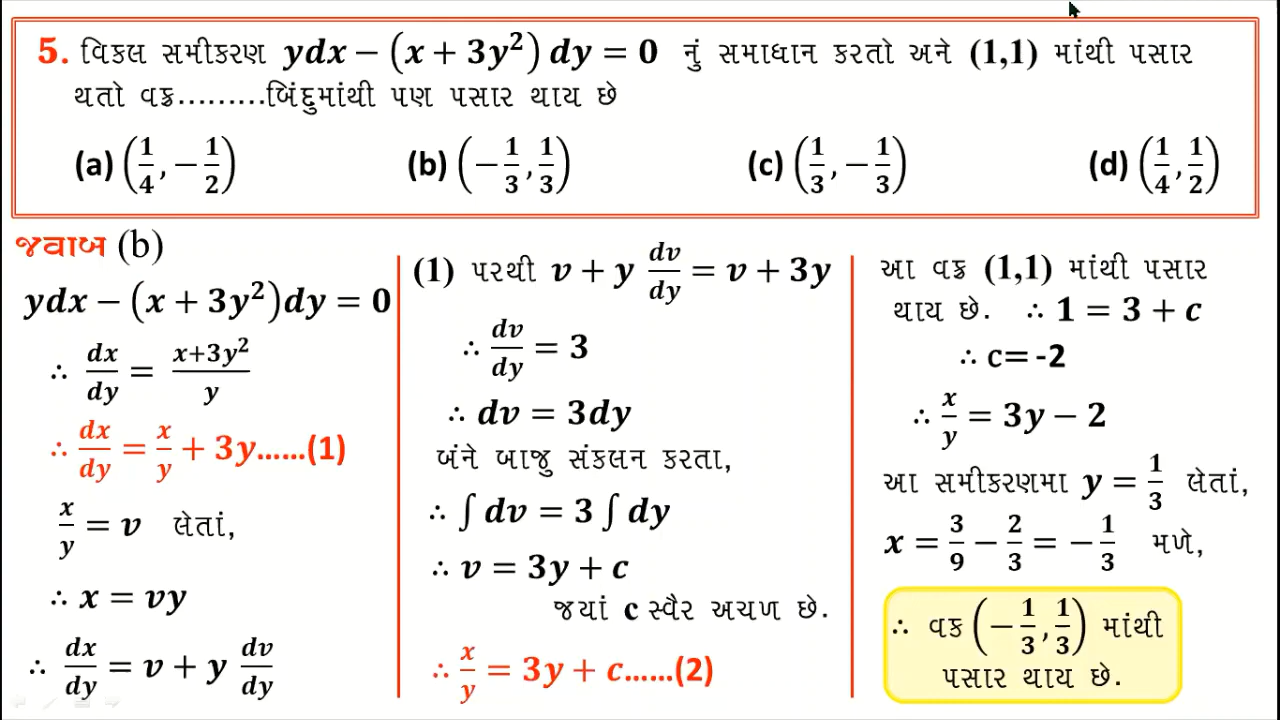 5. વિકલ સમીકરણ ydx − (x + 3y²) dy = 0 નું સમાધાન કરતો અને (1,1) માંથી પસાર
થતો વક્ર.........બિંદુમાંથી પણ પસાર થાય છે
(a) (1/4, −1/2) (b) (−1/3, 1/3) (c) (1/3, −1/3) (d) (1/4, 1/2)
જવાબ (b)
ydx − (x + 3y²)dy = 0
∴ dx/dy = (x+3y²)/y
∴ dx/dy = x/y + 3y......(1)
x/y = v લેતાં,
∴ x = vy
∴ dx/dy = v + y dv/dy
(1) પરથી v + y dv/dy = v + 3y
∴ dv/dy = 3
∴ dv = 3dy
બંને બાજુ સંકલન કરતા,
∴ ∫ dv = 3 ∫ dy
∴ v = 3y + c
જયાં c સ્વૈર અચળ છે.
∴ x/y = 3y + c......(2)
આ વક્ર (1,1) માંથી પસાર
થાય છે. ∴ 1 = 3 + c
∴ c= -2
∴ x/y = 3y − 2
આ સમીકરણમા y = 1/3 લેતાં,
x = 3/9 − 2/3 = −1/3 મળે,
∴ વક્ર (−1/3, 1/3) માંથી
પસાર થાય છે.